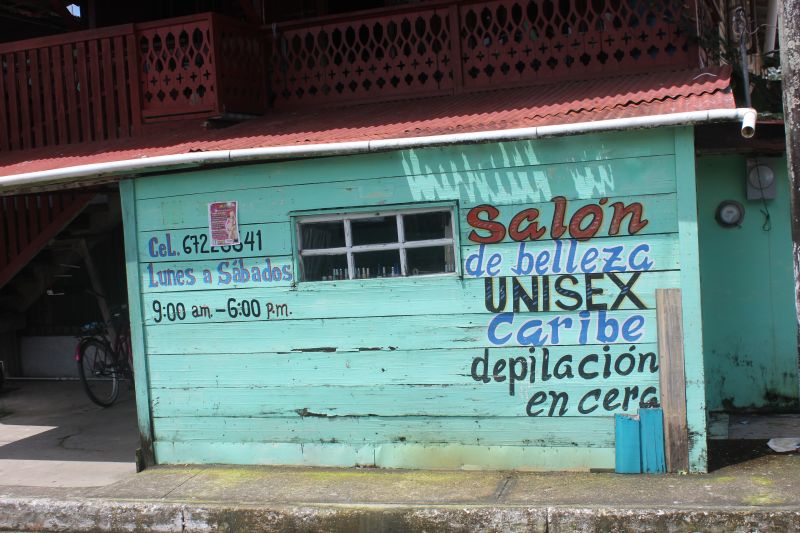 CeL.
Lunes a Sábados
9:00 am. - 6:00 p.m.
Salón
de belleza
UNISEX
Caribe
depilación
en cera